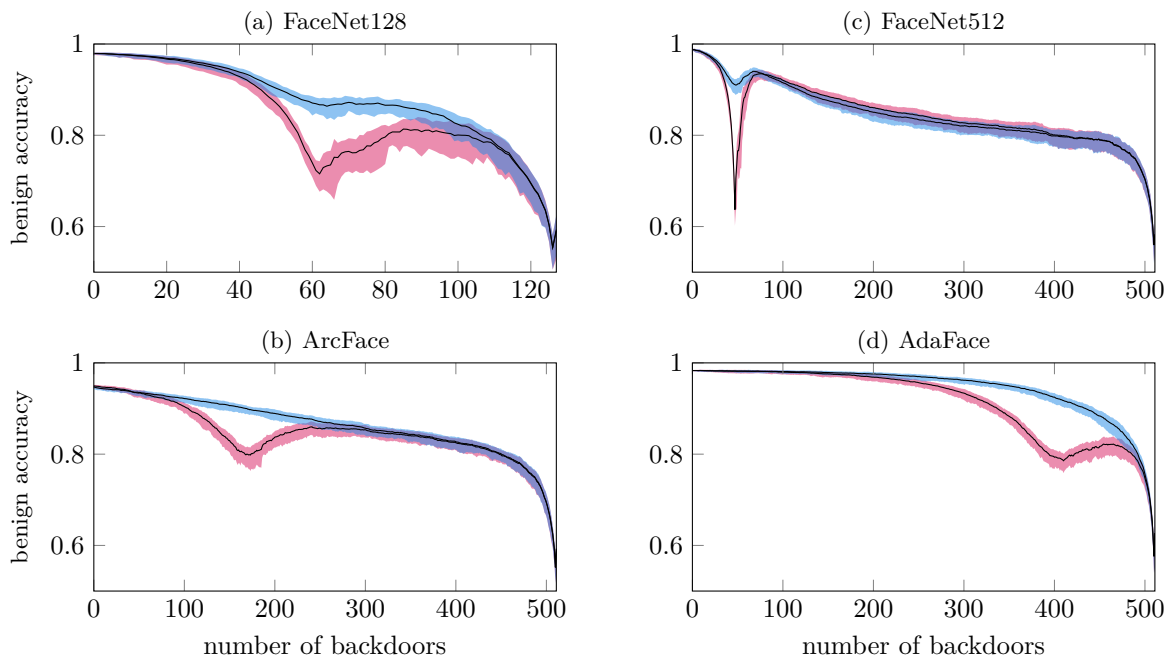 (a) FaceNet128
benign accuracy
1
0.8
0.6
0 20 40 60 80 100 120
(c) FaceNet512
1
0.8
0.6
0 100 200 300 400 500
(b) ArcFace
benign accuracy
1
0.8
0.6
0 100 200 300 400 500
number of backdoors
(d) AdaFace
1
0.8
0.6
0 100 200 300 400 500
number of backdoors